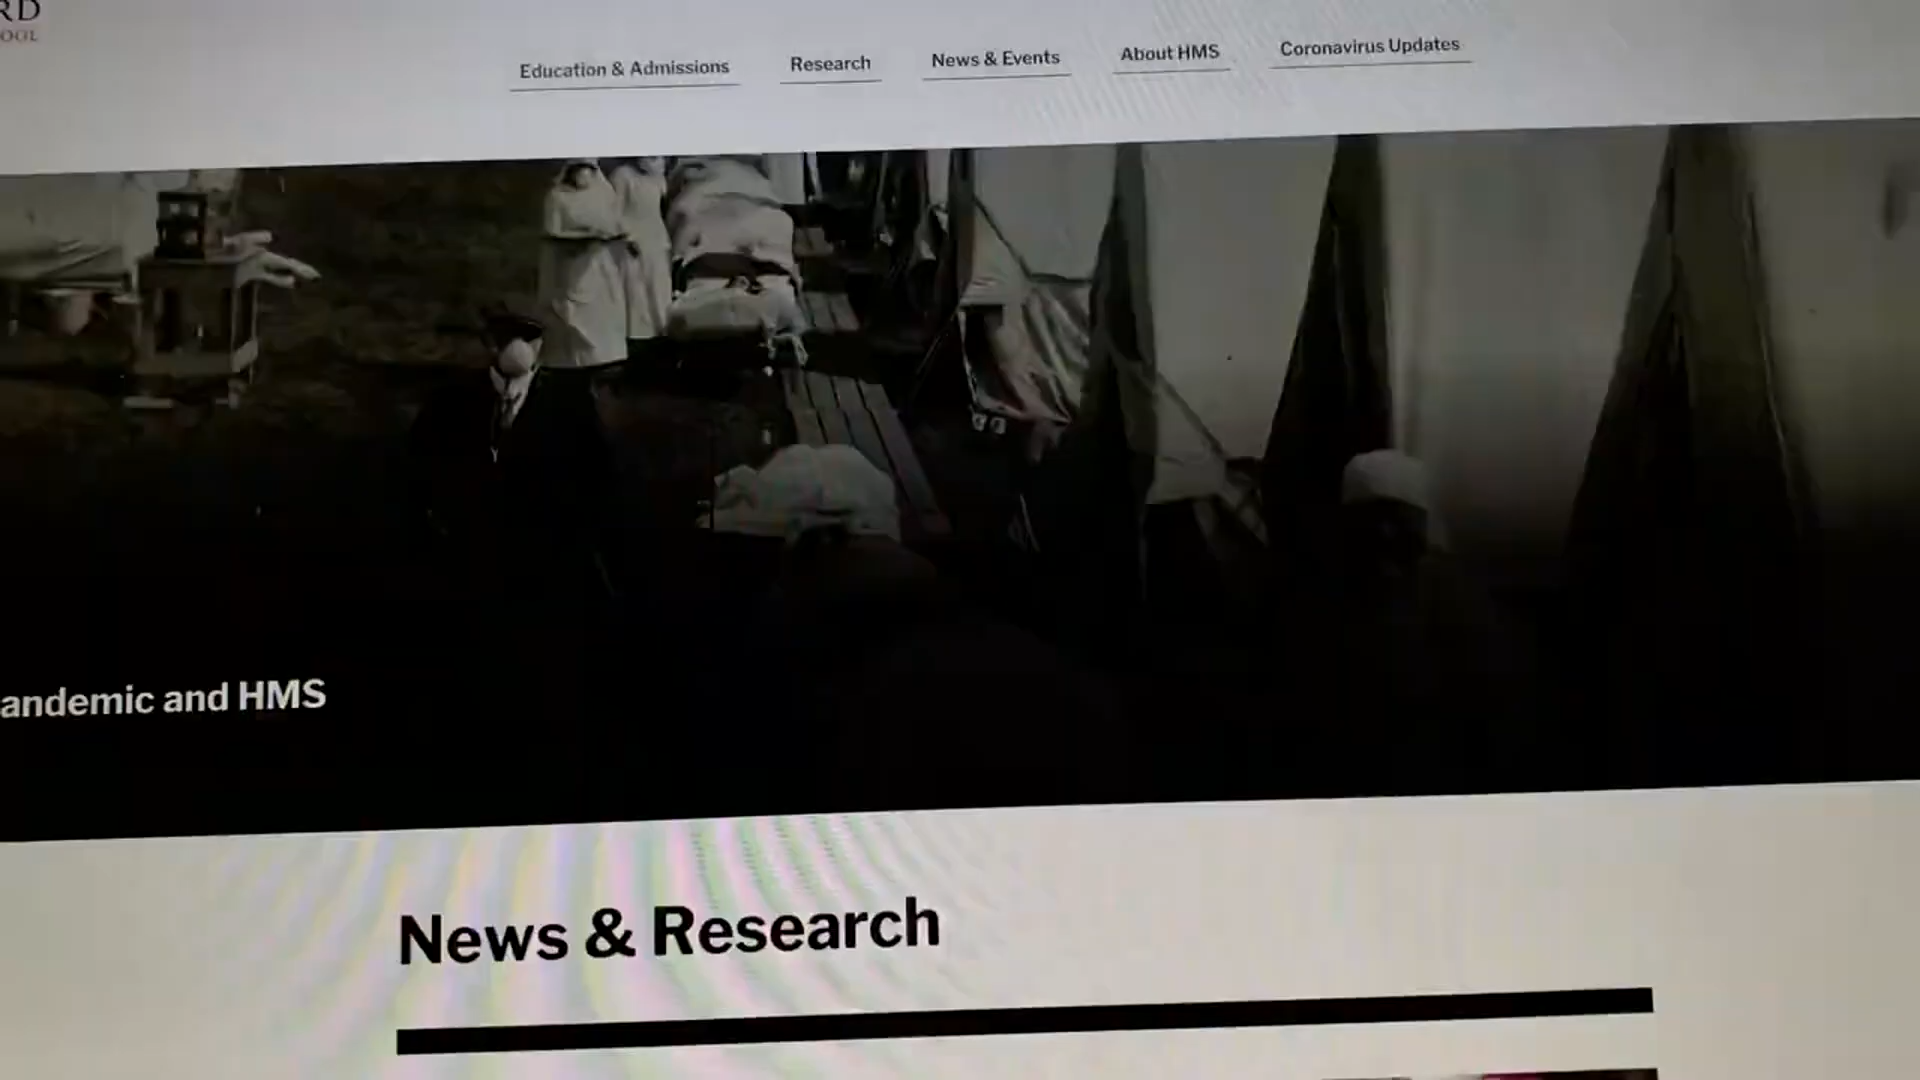 RD
OOL
Education & Admissions
Research
News & Events
About HMS
Coronavirus Updates
andemic and HMS
News & Research